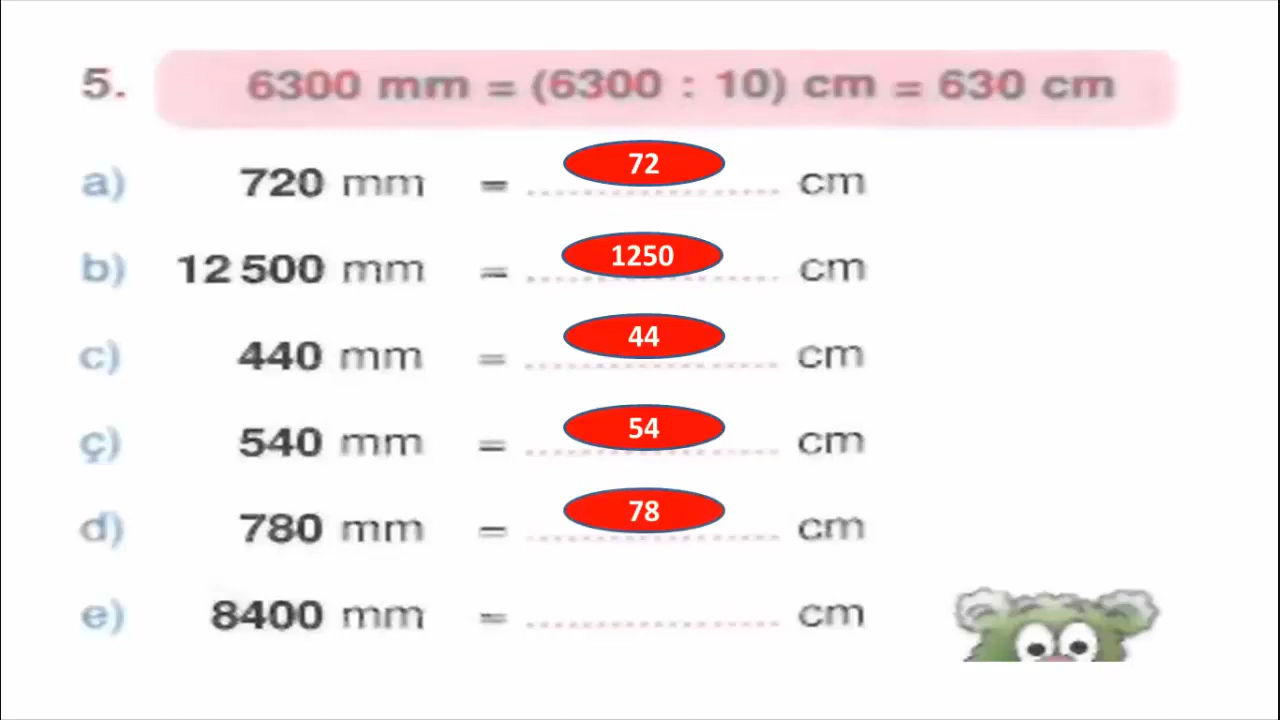 5. 6300 mm = (6300 : 10) cm = 630 cm
a) 720 mm = 72 cm
b) 12 500 mm = 1250 cm
c) 440 mm = 44 cm
ç) 540 mm = 54 cm
d) 780 mm = 78 cm
e) 8400 mm = .................... cm